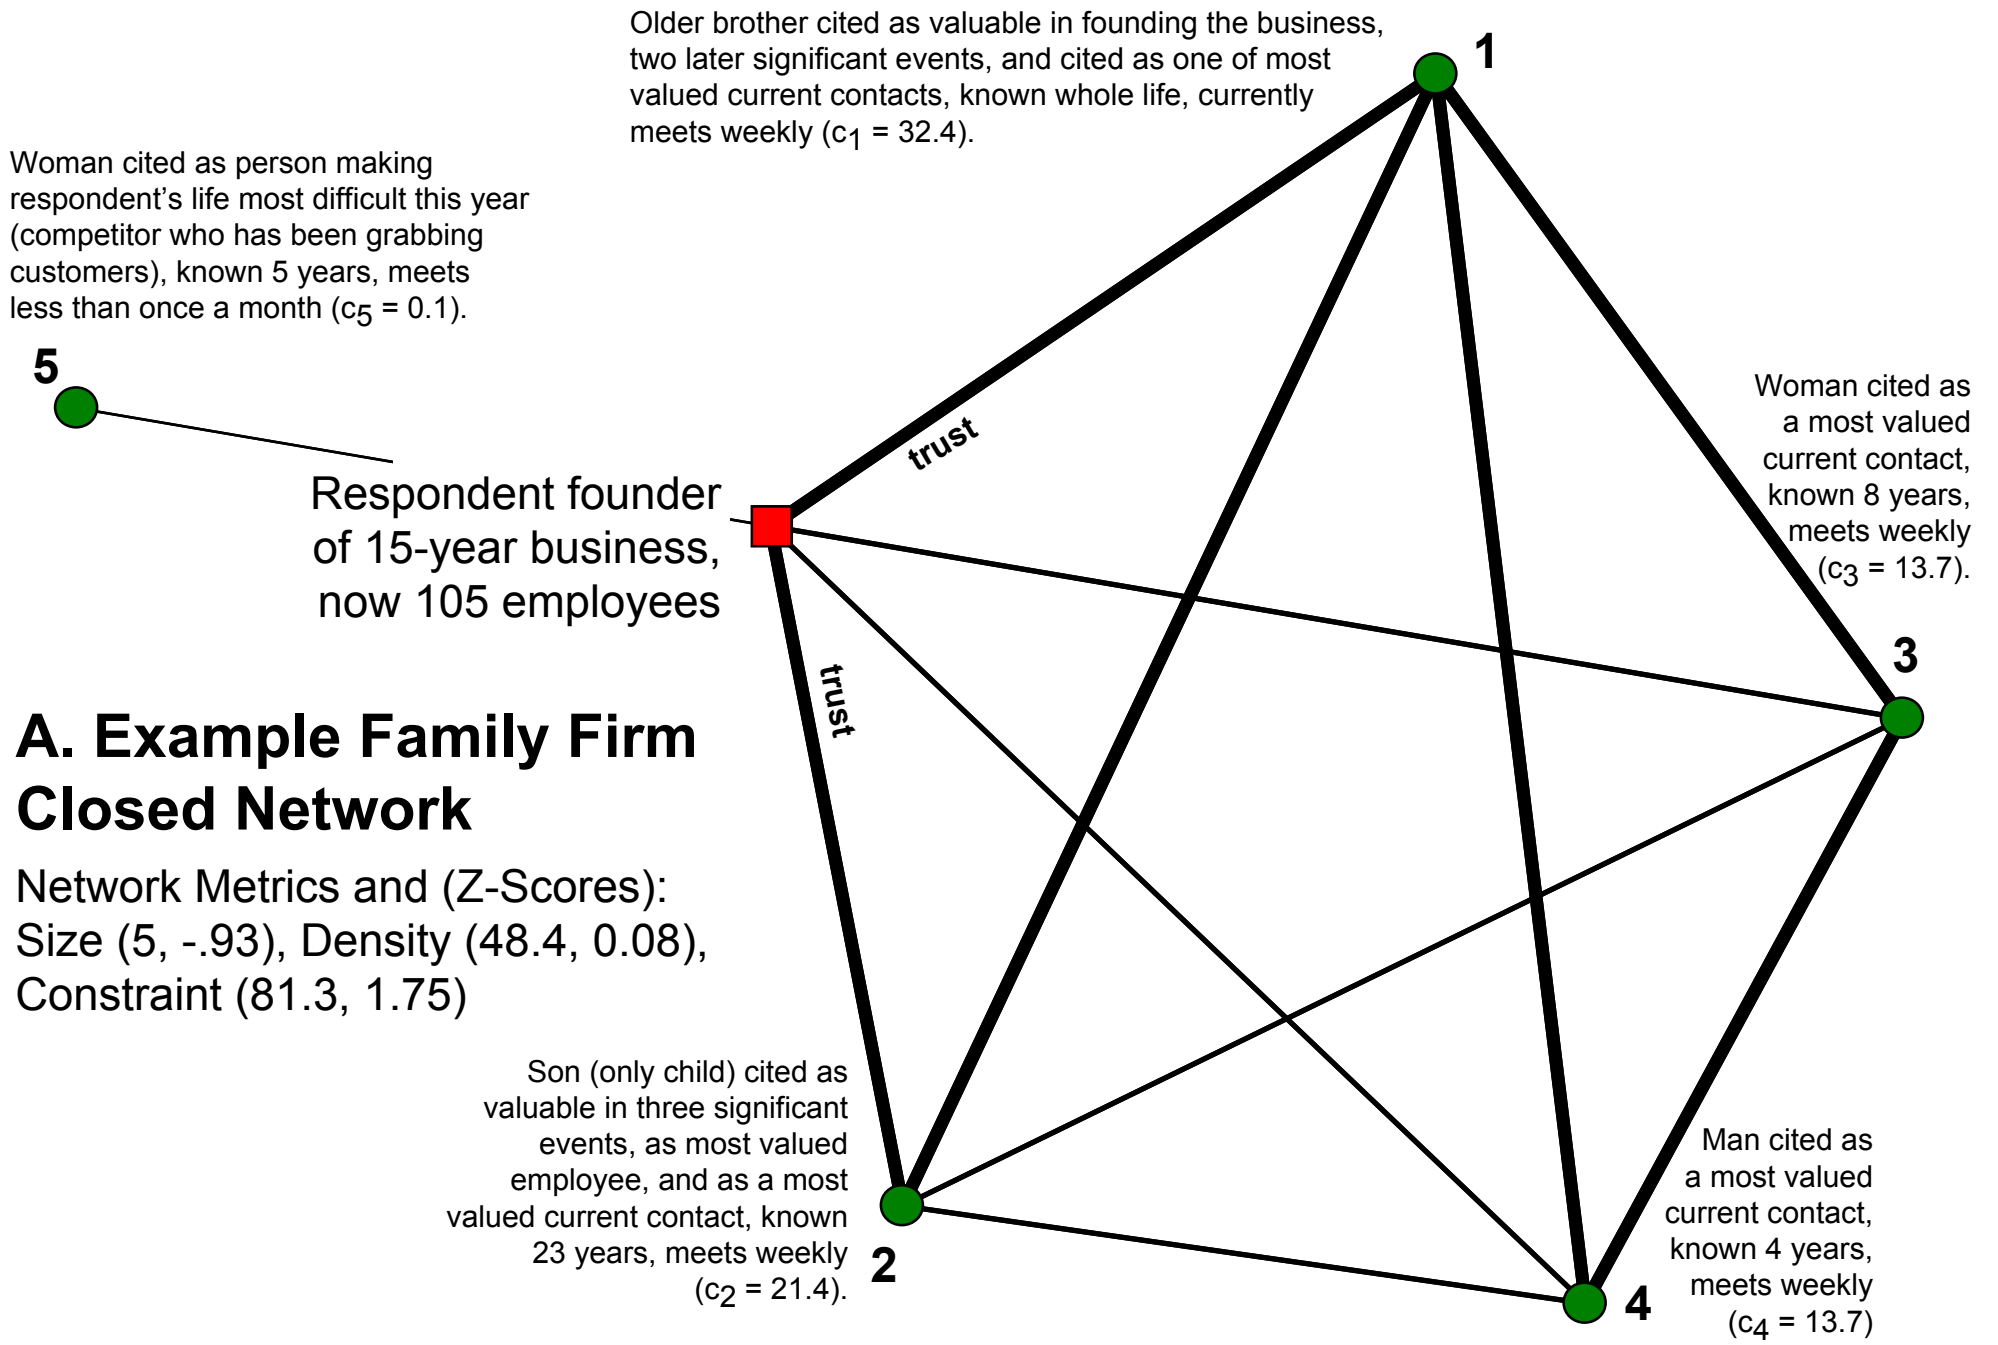 Older brother cited as valuable in founding the business,
two later significant events, and cited as one of most
valued current contacts, known whole life, currently
meets weekly (c1 = 32.4).
1
Woman cited as person making
respondent’s life most difficult this year
(competitor who has been grabbing
customers), known 5 years, meets
less than once a month (c5 = 0.1).
5
Woman cited as
a most valued
current contact,
known 8 years,
meets weekly
(c3 = 13.7).
3
trust
Respondent founder
of 15-year business,
now 105 employees
trust
A. Example Family Firm
Closed Network
Network Metrics and (Z-Scores):
Size (5, -.93), Density (48.4, 0.08),
Constraint (81.3, 1.75)
Son (only child) cited as
valuable in three significant
events, as most valued
employee, and as a most
valued current contact, known
23 years, meets weekly
(c2 = 21.4).
2
Man cited as
a most valued
current contact,
known 4 years,
meets weekly
(c4 = 13.7)
4